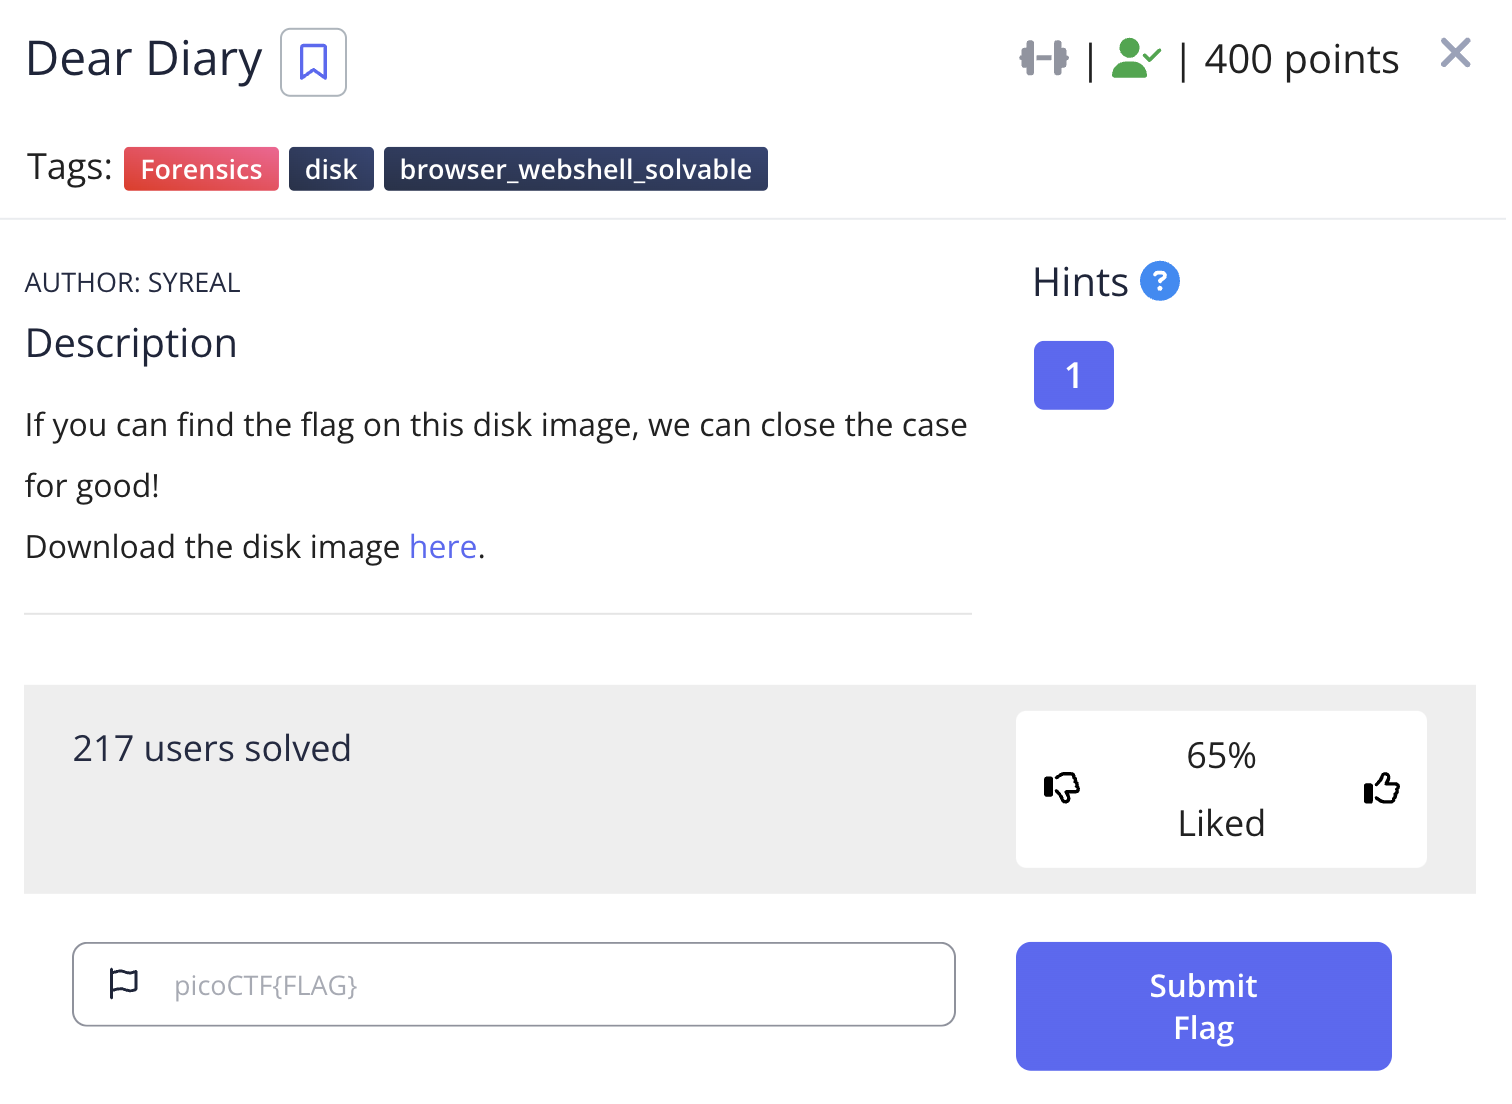 Dear Diary
| | 400 points
Tags: Forensics disk browser_webshell_solvable
AUTHOR: SYREAL
Description
If you can find the flag on this disk image, we can close the case
for good!
Download the disk image here.
Hints ?
1
217 users solved
65%
Liked
picoCTF{FLAG}
Submit
Flag